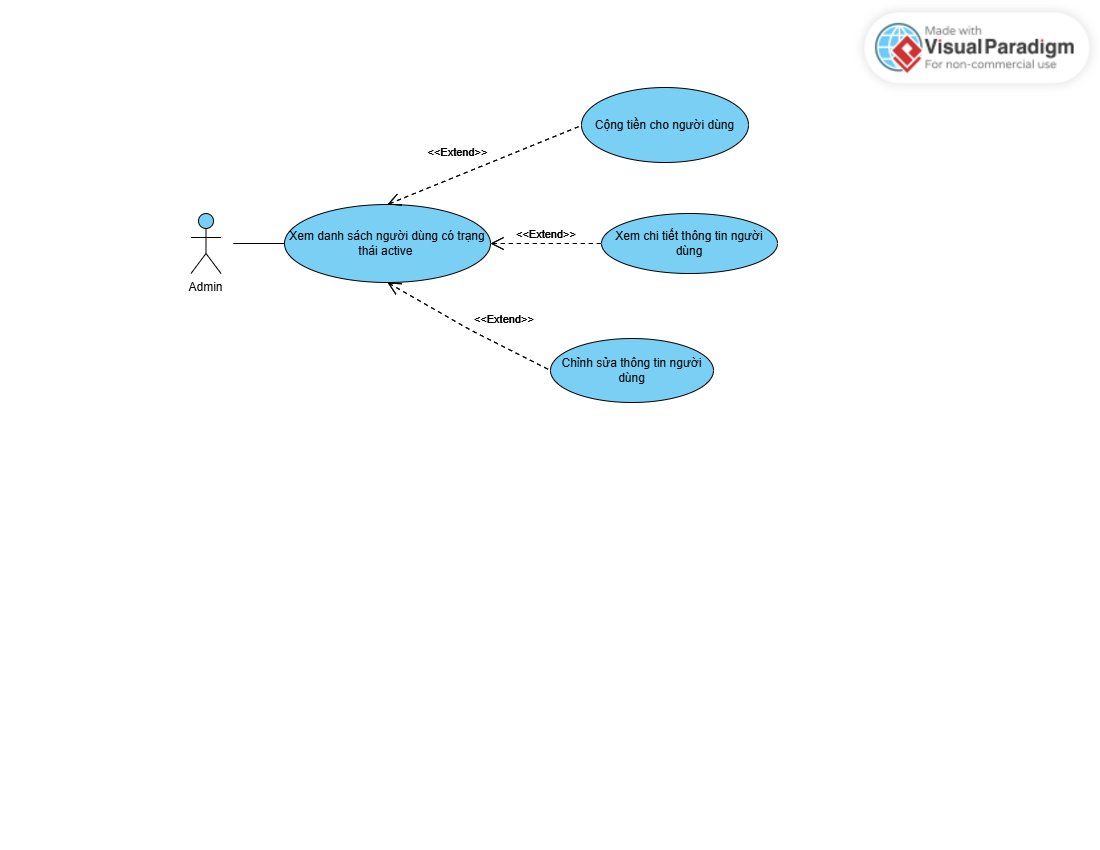 Made with
Visual Paradigm
For non-commercial use
Cộng tiền cho người dùng
<<Extend>>
Xem danh sách người dùng có trạng
thái active
<<Extend>>
Xem chi tiết thông tin người
dùng
Admin
<<Extend>>
Chỉnh sửa thông tin người
dùng